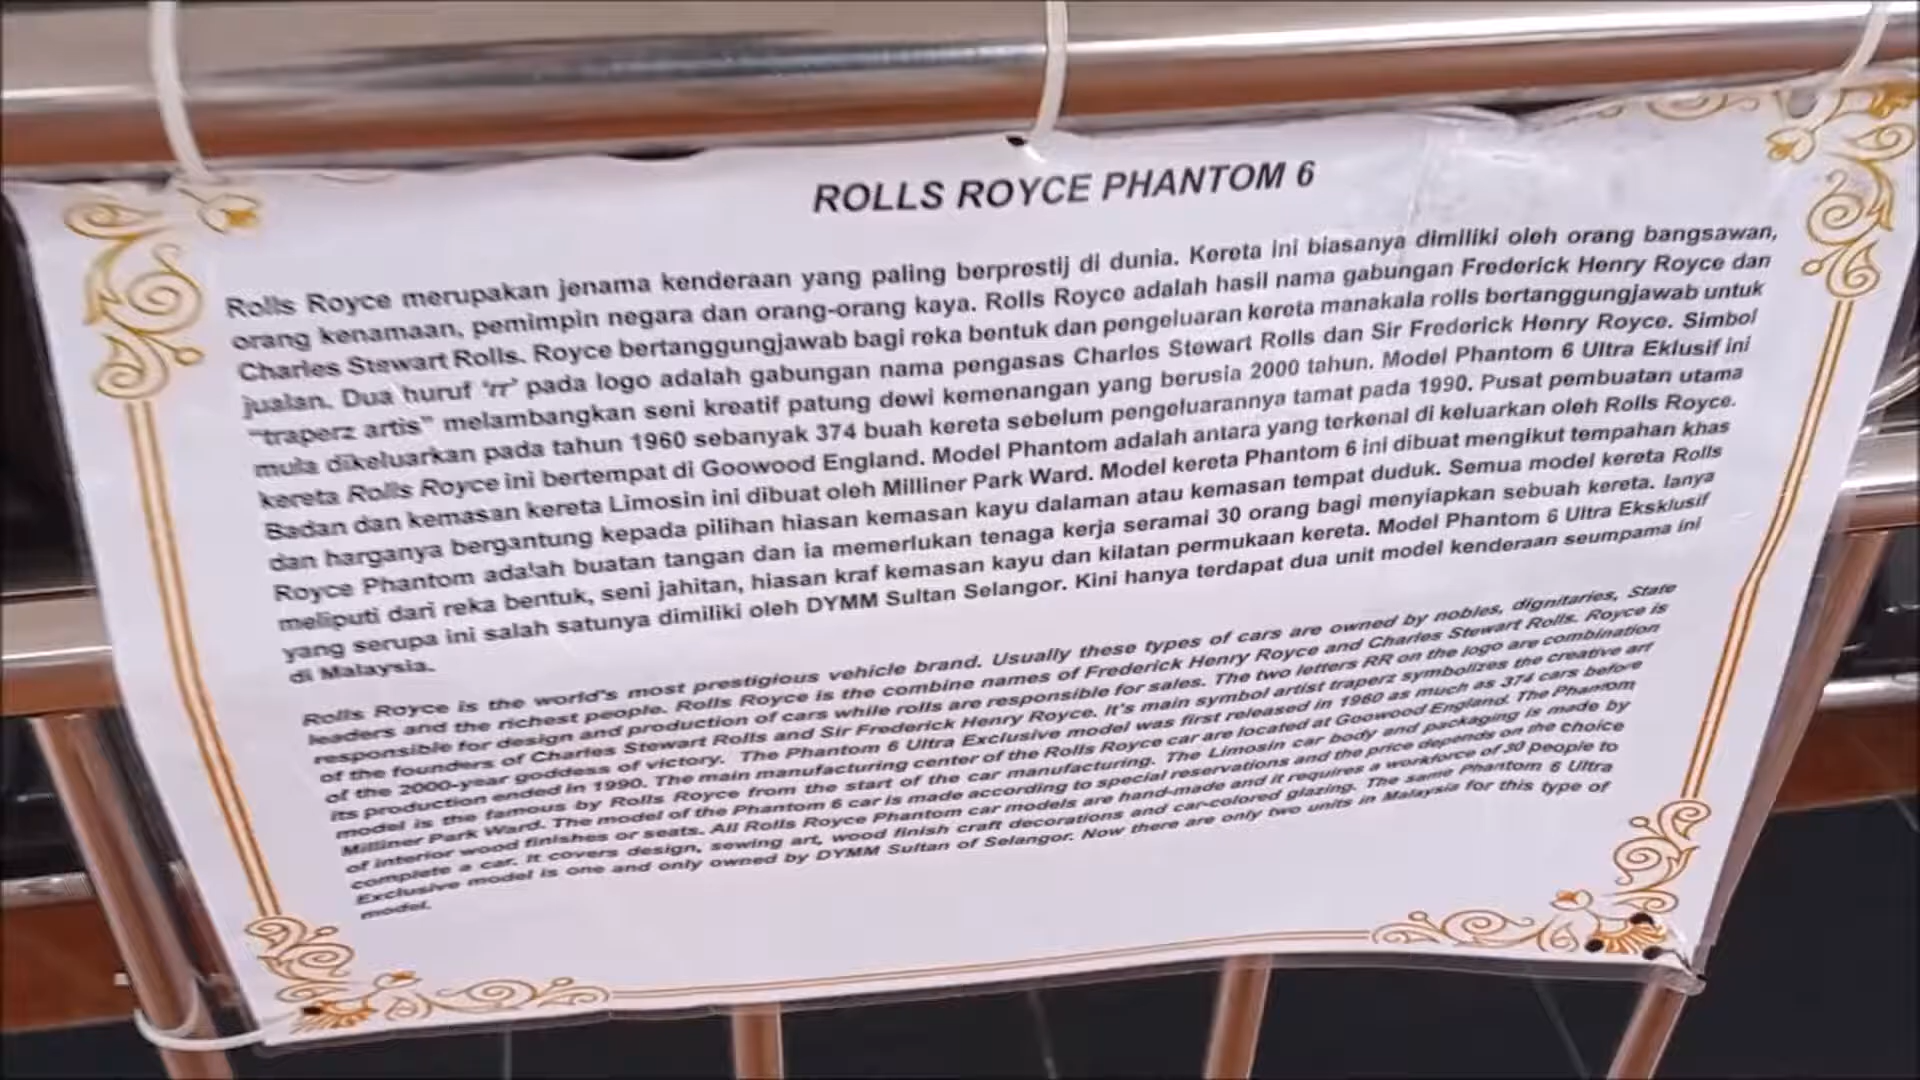 ROLLS ROYCE PHANTOM 6
Rolls Royce merupakan jenama kenderaan yang paling berprestij di dunia. Kereta ini biasanya dimiliki oleh orang bangsawan,
orang kenamaan, pemimpin negara dan orang-orang kaya. Rolls Royce adalah hasil nama gabungan Frederick Henry Royce dan
Charles Stewart Rolls. Royce bertanggungjawab bagi reka bentuk dan pengeluaran kereta manakala rolls bertanggungjawab untuk
jualan. Dua huruf 'rr' pada logo adalah gabungan nama pengasas Charles Stewart Rolls dan Sir Frederick Henry Royce. Simbol
"traperz artis" melambangkan seni kreatif patung dewi kemenangan yang berusia 2000 tahun. Model Phantom 6 Ultra Eklusif ini
mula dikeluarkan pada tahun 1960 sebanyak 374 buah kereta sebelum pengeluarannya tamat pada 1990. Pusat pembuatan utama
kereta Rolls Royce ini bertempat di Goowood England. Model Phantom adalah antara yang terkenal di keluarkan oleh Rolls Royce.
Badan dan kemasan kereta Limosin ini dibuat oleh Milliner Park Ward. Model kereta Phantom 6 ini dibuat mengikut tempahan khas
dan harganya bergantung kepada pilihan hiasan kemasan kayu dalaman atau kemasan tempat duduk. Semua model kereta Rolls
Royce Phantom adalah buatan tangan dan ia memerlukan tenaga kerja seramai 30 orang bagi menyiapkan sebuah kereta. Ianya
meliputi dari reka bentuk, seni jahitan, hiasan kraf kemasan kayu dan kilatan permukaan kereta. Model Phantom 6 Ultra Eksklusif
yang serupa ini salah satunya dimiliki oleh DYMM Sultan Selangor. Kini hanya terdapat dua unit model kenderaan seumpama ini
di Malaysia.
Rolls Royce is the world's most prestigious vehicle brand. Usually these types of cars are owned by nobles, dignitaries, State
leaders and the richest people. Rolls Royce is the combine names of Frederick Henry Royce and Charles Stewart Rolls. Royce is
responsible for design and production of cars while rolls are responsible for sales. The two letters RR on the logo are combination
of the founders of Charles Stewart Rolls and Sir Frederick Henry Royce. It's main symbol artist traperz symbolizes the creative art
of the 2000-year goddess of victory. The Phantom 6 Ultra Exclusive model was first released in 1960 as much as 374 cars before
its production ended in 1990. The main manufacturing center of the Rolls Royce car are located at Goowood England. The Phantom
model is the famous by Rolls Royce from the start of the car manufacturing. The Limosin car body and packaging is made by
Milliner Park Ward. The model of the Phantom 6 car is made according to special reservations and the price depends on the choice
of interior wood finishes or seats. All Rolls Royce Phantom car models are hand-made and it requires a workforce of 30 people to
complete a car. It covers design, sewing art, wood finish craft decorations and car-colored glazing. The same Phantom 6 Ultra
Exclusive model is one and only owned by DYMM Sultan of Selangor. Now there are only two units in Malaysia for this type of
model.